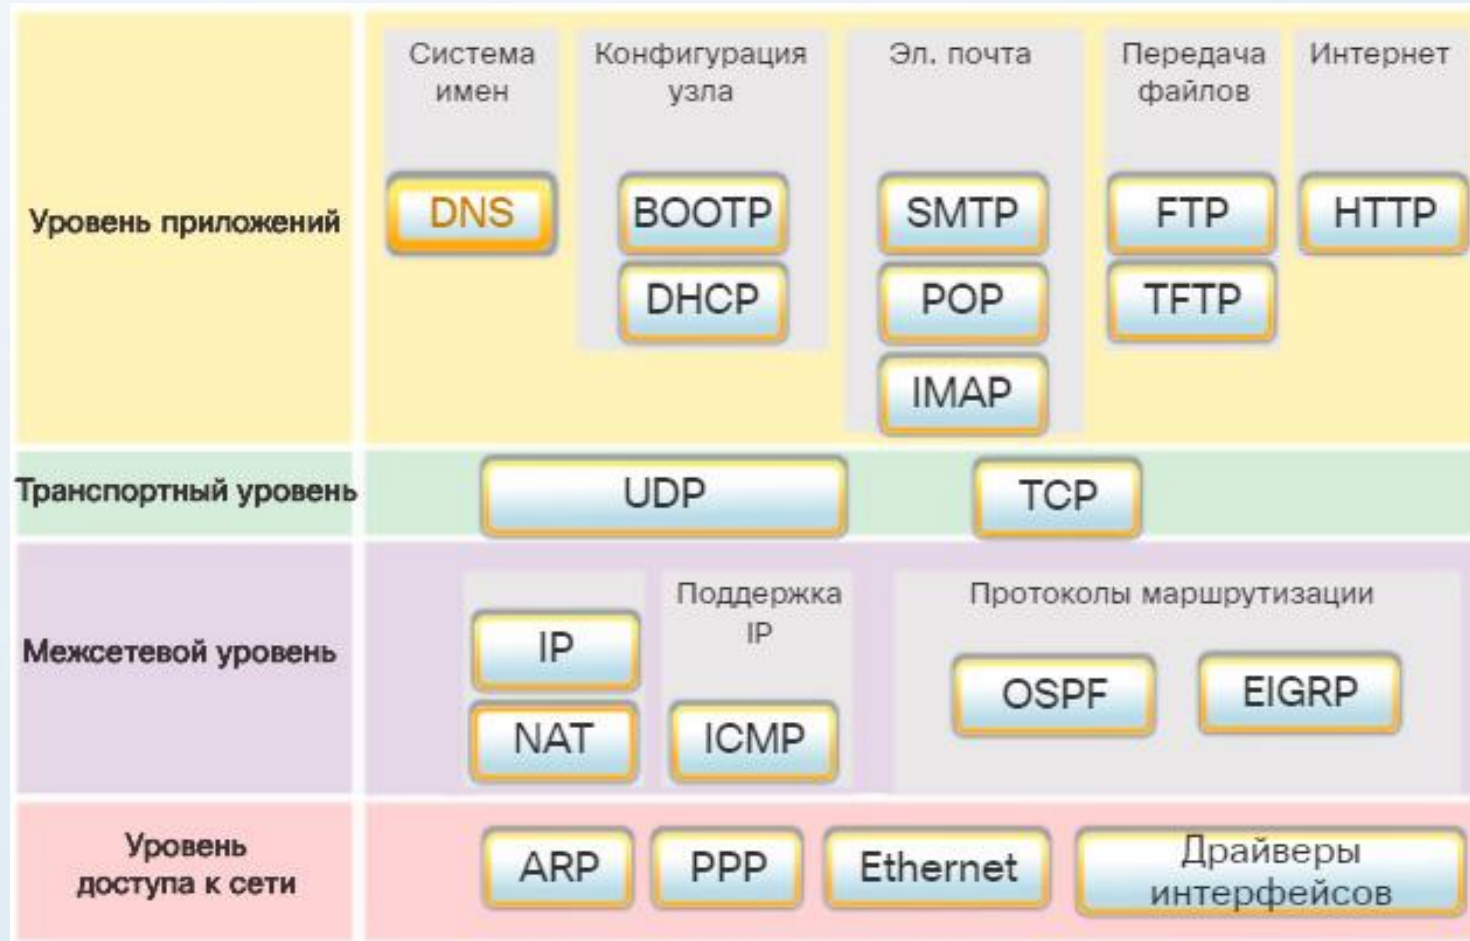 Уровень приложений
Система
имен
DNS
Конфигурация
узла
BOOTP
DHCP
Эл. почта
SMTP
POP
IMAP
Передача
файлов
FTP
TFTP
Интернет
HTTP
Транспортный уровень
UDP
TCP
Межсетевой уровень
IP
NAT
Поддержка
IP
ICMP
Протоколы маршрутизации
OSPF
EIGRP
Уровень
доступа к сети
ARP
PPP
Ethernet
Драйверы
интерфейсов